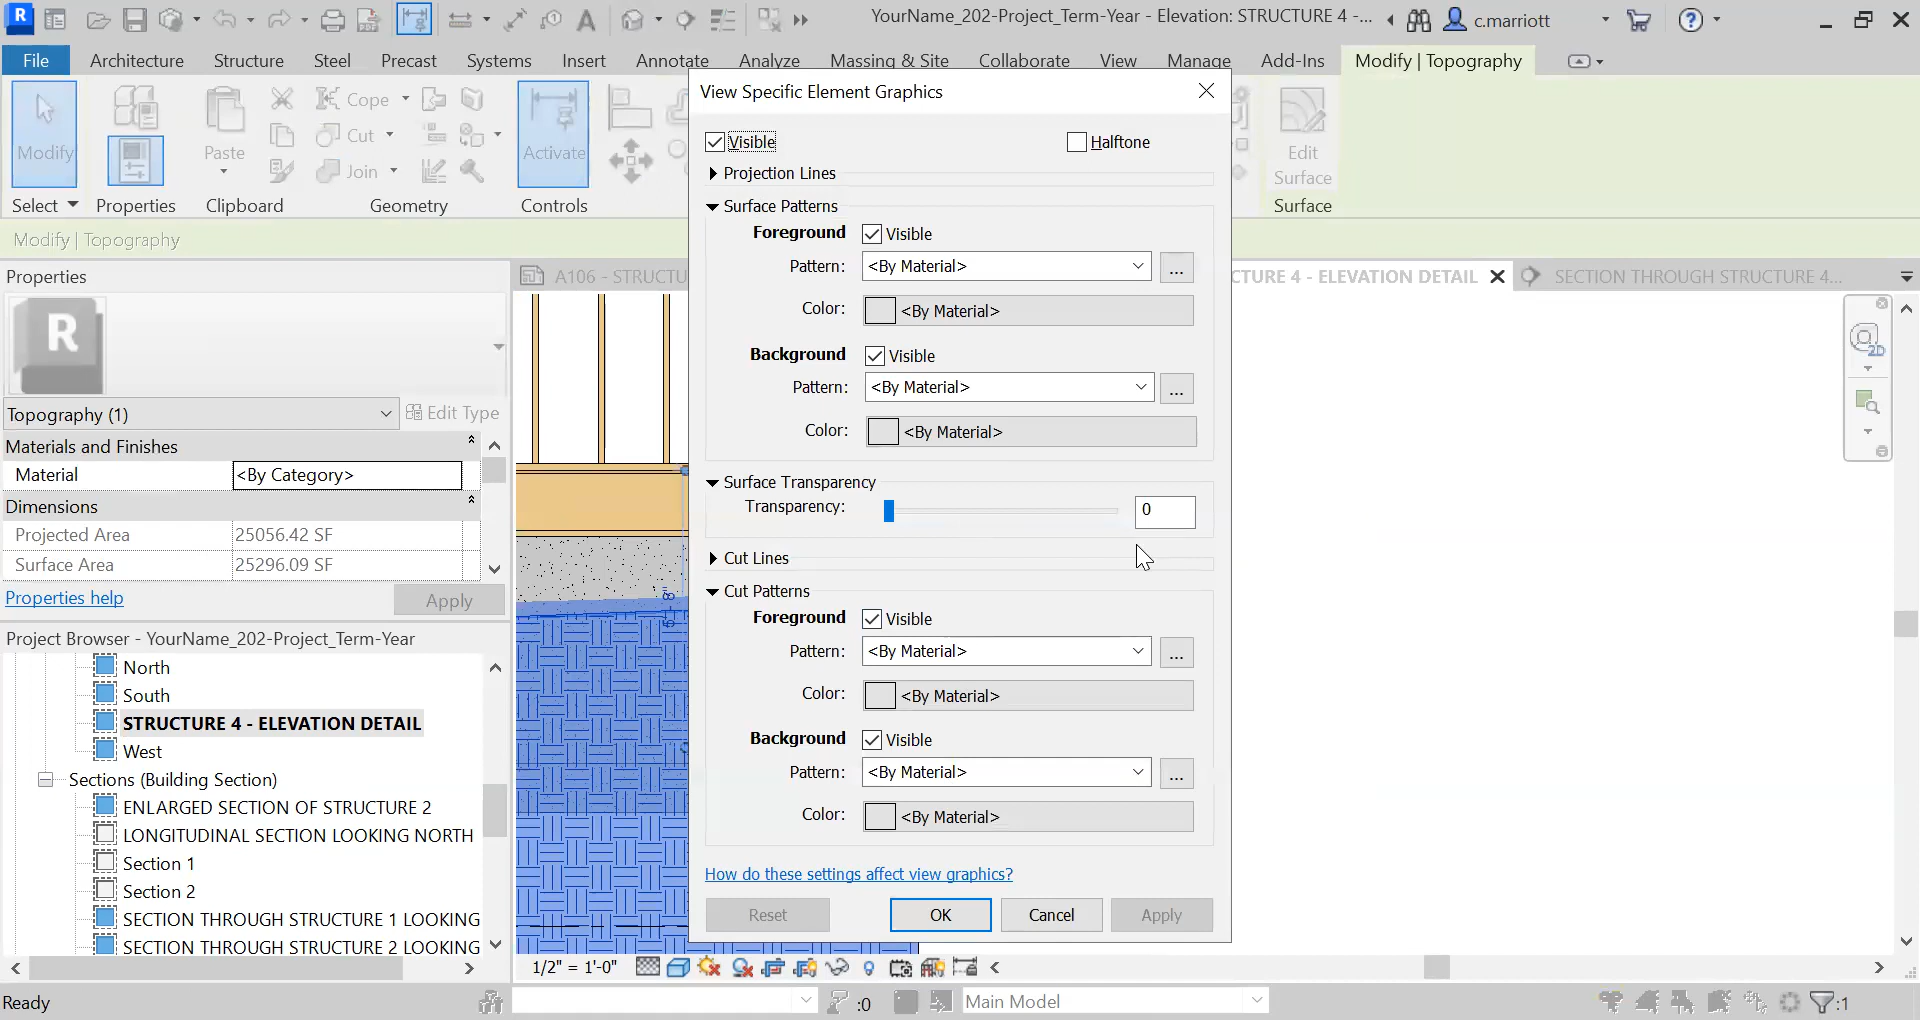 YourName_202-Project_Term-Year - Elevation: STRUCTURE 4 -...
c.marriott
File Architecture Structure Steel Precast Systems Insert Annotate Analyze Massing & Site Collaborate View Manage Add-Ins Modify | Topography
Modify
Paste
Cope
Cut
Join
Activate
Edit
Surface
Select Properties Clipboard Geometry Controls Surface
Modify | Topography
Properties
A106 - STRUCTU
CTURE 4 - ELEVATION DETAIL
SECTION THROUGH STRUCTURE 4...
R
Topography (1)
Edit Type
Materials and Finishes
Material <By Category>
Dimensions
Projected Area 25056.42 SF
Surface Area 25296.09 SF
Properties help
Apply
Project Browser - YourName_202-Project_Term-Year
North
South
STRUCTURE 4 - ELEVATION DETAIL
West
Sections (Building Section)
ENLARGED SECTION OF STRUCTURE 2
LONGITUDINAL SECTION LOOKING NORTH
Section 1
Section 2
SECTION THROUGH STRUCTURE 1 LOOKING
SECTION THROUGH STRUCTURE 2 LOOKING
View Specific Element Graphics
Visible
Halftone
Projection Lines
Surface Patterns
Foreground Visible
Pattern: <By Material> ...
Color: <By Material>
Background Visible
Pattern: <By Material> ...
Color: <By Material>
Surface Transparency
Transparency: 0
Cut Lines
Cut Patterns
Foreground Visible
Pattern: <By Material> ...
Color: <By Material>
Background Visible
Pattern: <By Material> ...
Color: <By Material>
How do these settings affect view graphics?
Reset OK Cancel Apply
2D
1/2" = 1'-0"
Ready
:0
Main Model
:1